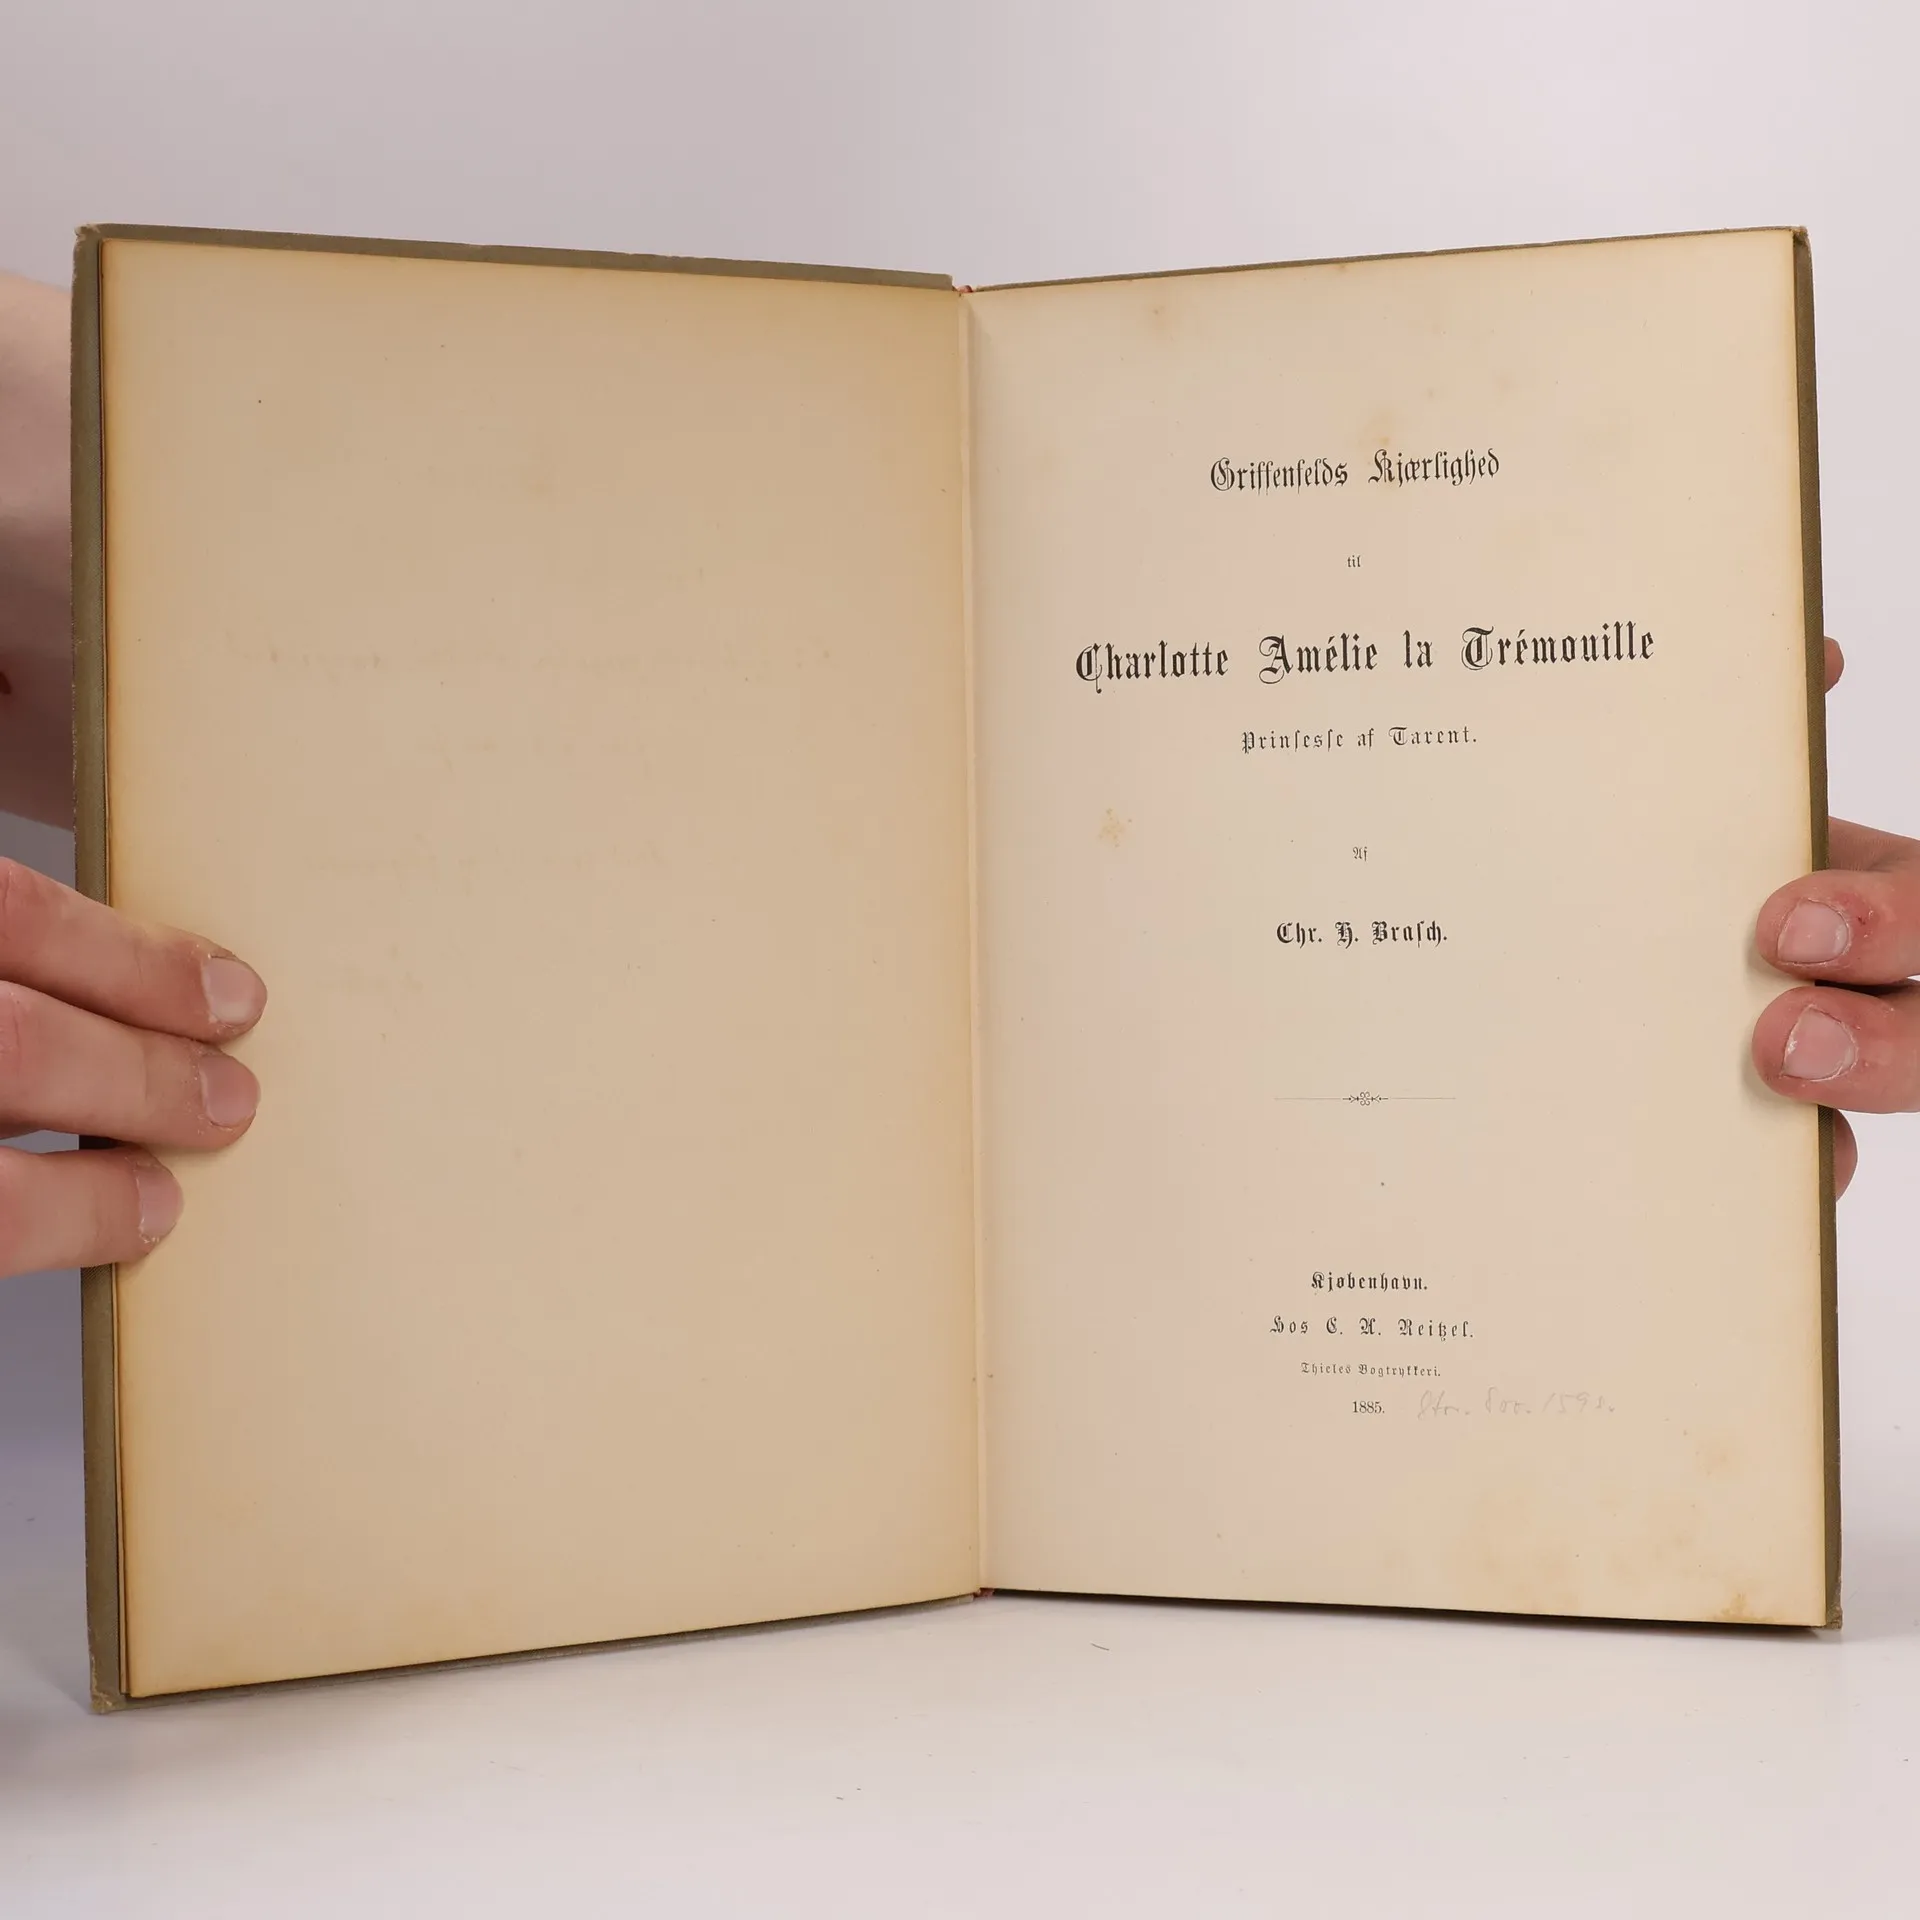 Griffenfelds Kjærlighed
til
Charlotte Amélie la Trémouille
Prinsesse af Tarent.
Af
Chr. H. Brasch.
Kjøbenhavn.
Hos C. A. Reitzel.
Thieles Bogtrykkeri.
1885.